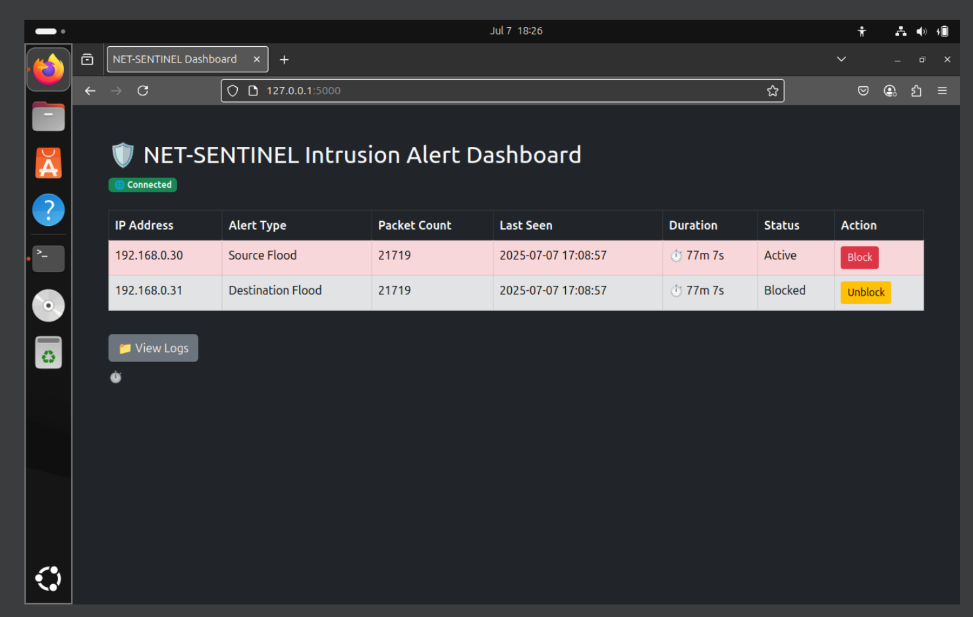 Jul 7 18:26
NET-SENTINEL Dashboard
127.0.0.1:5000
NET-SENTINEL Intrusion Alert Dashboard
Connected
IP Address Alert Type Packet Count Last Seen Duration Status Action
192.168.0.30 Source Flood 21719 2025-07-07 17:08:57 77m 7s Active Block
192.168.0.31 Destination Flood 21719 2025-07-07 17:08:57 77m 7s Blocked Unblock
View Logs